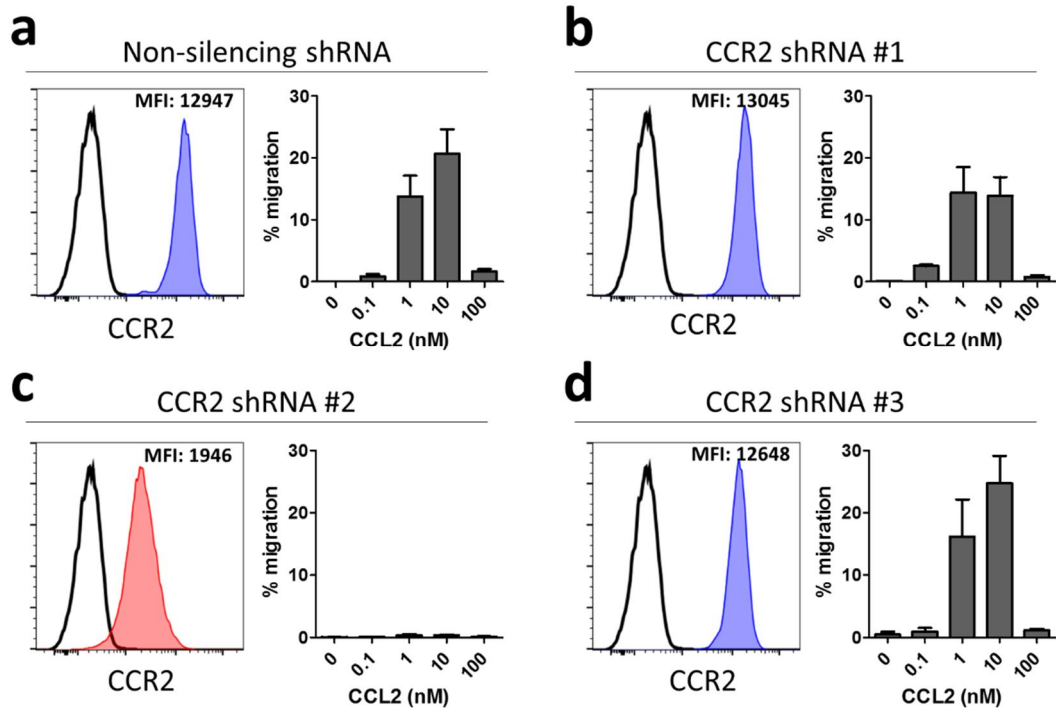 a
Non-silencing shRNA
MFI: 12947
CCR2
% migration
30
20
10
0
0 0.1 1 10 100
CCL2 (nM)
b
CCR2 shRNA #1
MFI: 13045
CCR2
% migration
30
20
10
0
0 0.1 1 10 100
CCL2 (nM)
c
CCR2 shRNA #2
MFI: 1946
CCR2
% migration
30
20
10
0
0 0.1 1 10 100
CCL2 (nM)
d
CCR2 shRNA #3
MFI: 12648
CCR2
% migration
30
20
10
0
0 0.1 1 10 100
CCL2 (nM)